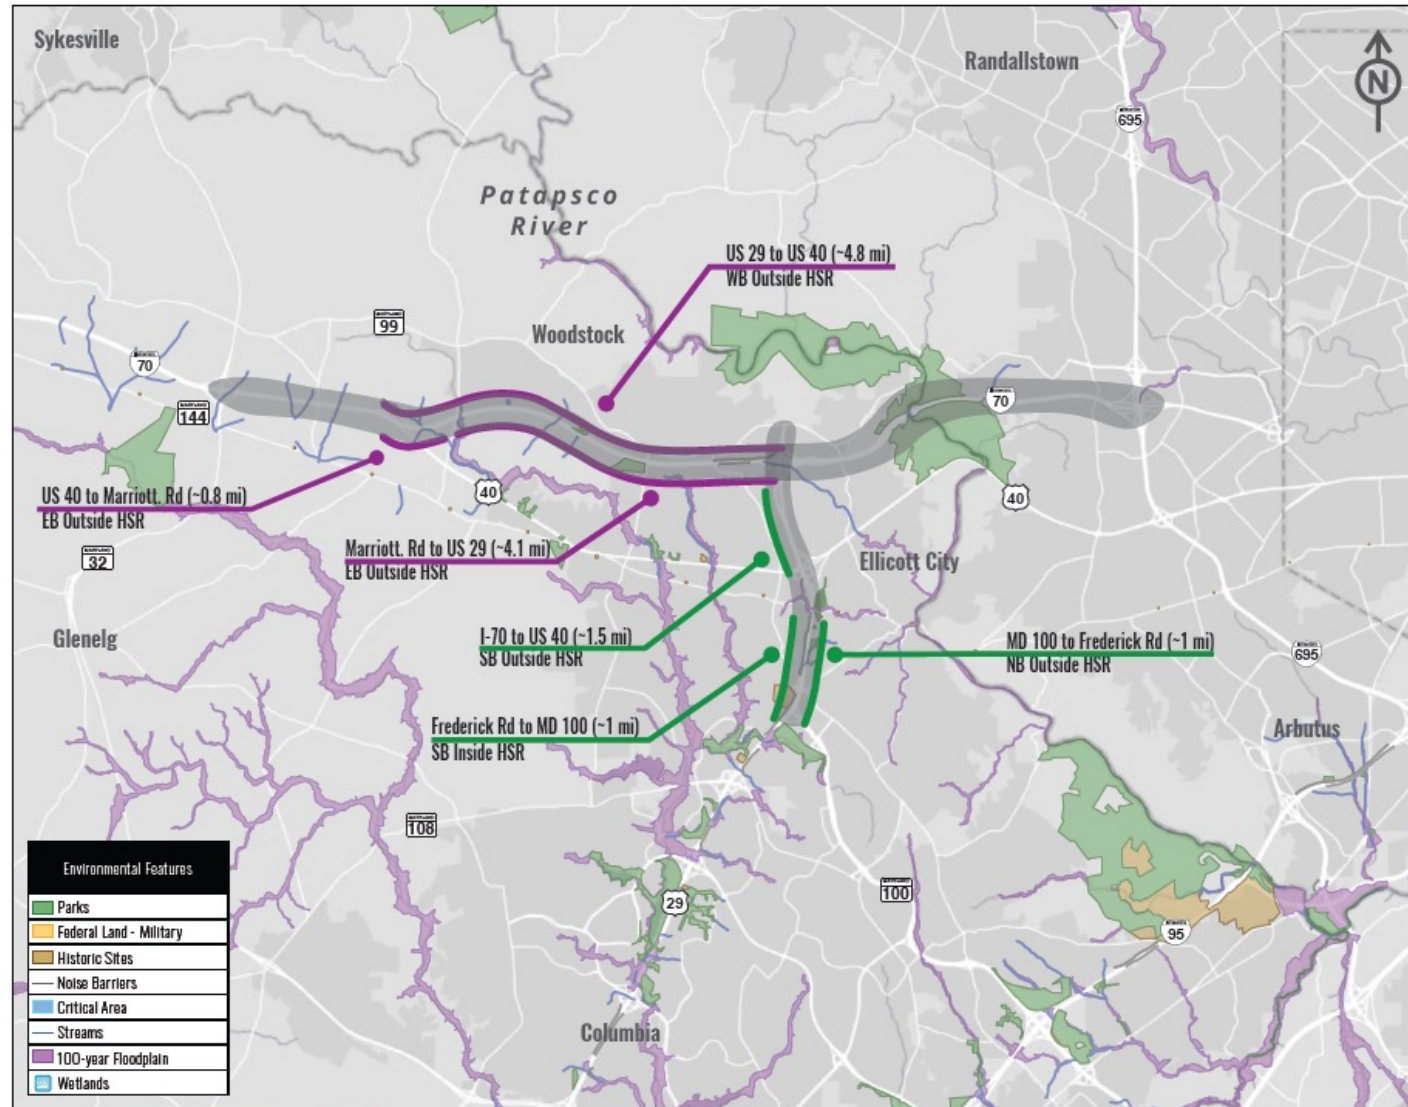 Sykesville
Randallstown
N
695
Patapsco
River
US 29 to US 40 (~4.8 mi)
WB Outside HSR
MARYLAND
99
Woodstock
70
MARYLAND
144
70
US 40 to Marriott. Rd (~0.8 mi)
EB Outside HSR
40
40
Marriott. Rd to US 29 (~4.1 mi)
EB Outside HSR
MARYLAND
32
Ellicott City
Glenelg
I-70 to US 40 (~1.5 mi)
SB Outside HSR
MD 100 to Frederick Rd (~1 mi)
NB Outside HSR
695
Frederick Rd to MD 100 (~1 mi)
SB Inside HSR
Arbutus
MARYLAND
108
Environmental Features
Parks
Federal Land - Military
Historic Sites
Noise Barriers
Critical Area
Streams
100-year Floodplain
Wetlands
MARYLAND
100
29
95
Columbia